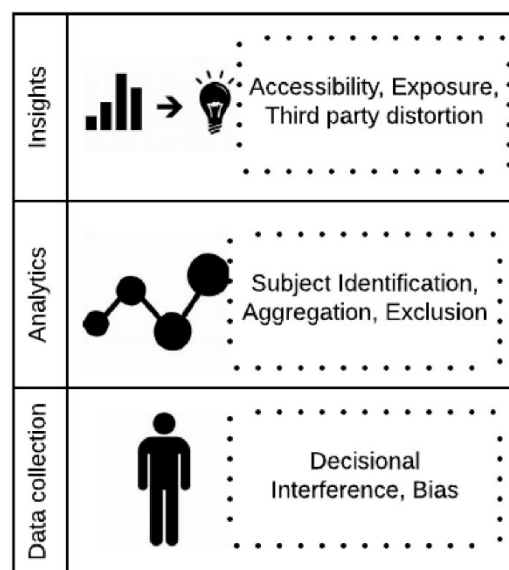 Insights
Accessibility, Exposure,
Third party distortion
Analytics
Subject Identification,
Aggregation, Exclusion
Data collection
Decisional
Interference, Bias